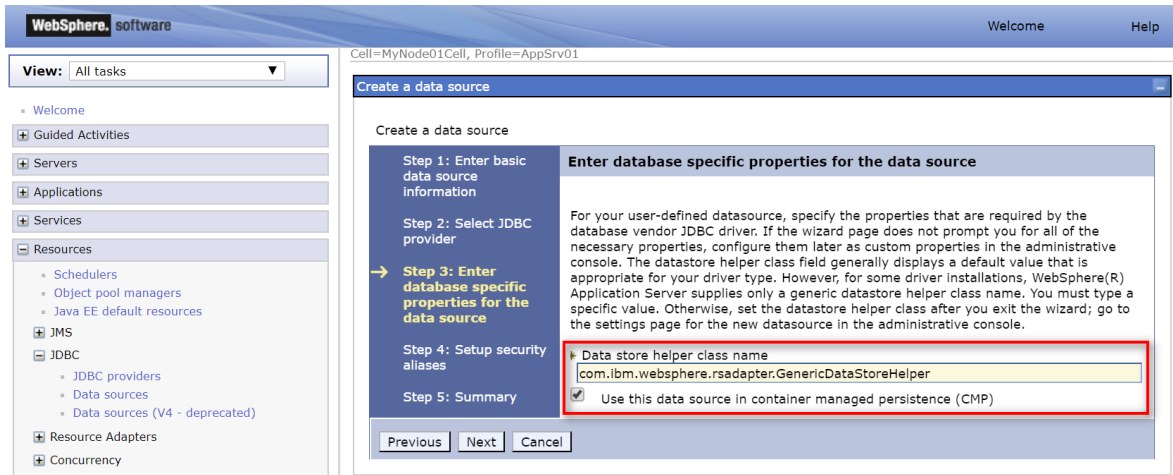 WebSphere. software
Welcome
Help
View: All tasks
Cell=MyNode01Cell, Profile=AppSrv01
Create a data source
Welcome
Guided Activities
Servers
Applications
Services
Resources
Schedulers
Object pool managers
Java EE default resources
JMS
JDBC
JDBC providers
Data sources
Data sources (V4 - deprecated)
Resource Adapters
Concurrency
Create a data source
Step 1: Enter basic
data source
information
Step 2: Select JDBC
provider
Step 3: Enter
database specific
properties for the
data source
Step 4: Setup security
aliases
Step 5: Summary
Enter database specific properties for the data source
For your user-defined datasource, specify the properties that are required by the
database vendor JDBC driver. If the wizard page does not prompt you for all of the
necessary properties, configure them later as custom properties in the administrative
console. The datastore helper class field generally displays a default value that is
appropriate for your driver type. However, for some driver installations, WebSphere(R)
Application Server supplies only a generic datastore helper class name. You must type a
specific value. Otherwise, set the datastore helper class after you exit the wizard; go to
the settings page for the new datasource in the administrative console.
Data store helper class name
com.ibm.websphere.rsadapter.GenericDataStoreHelper
Use this data source in container managed persistence (CMP)
Previous Next Cancel